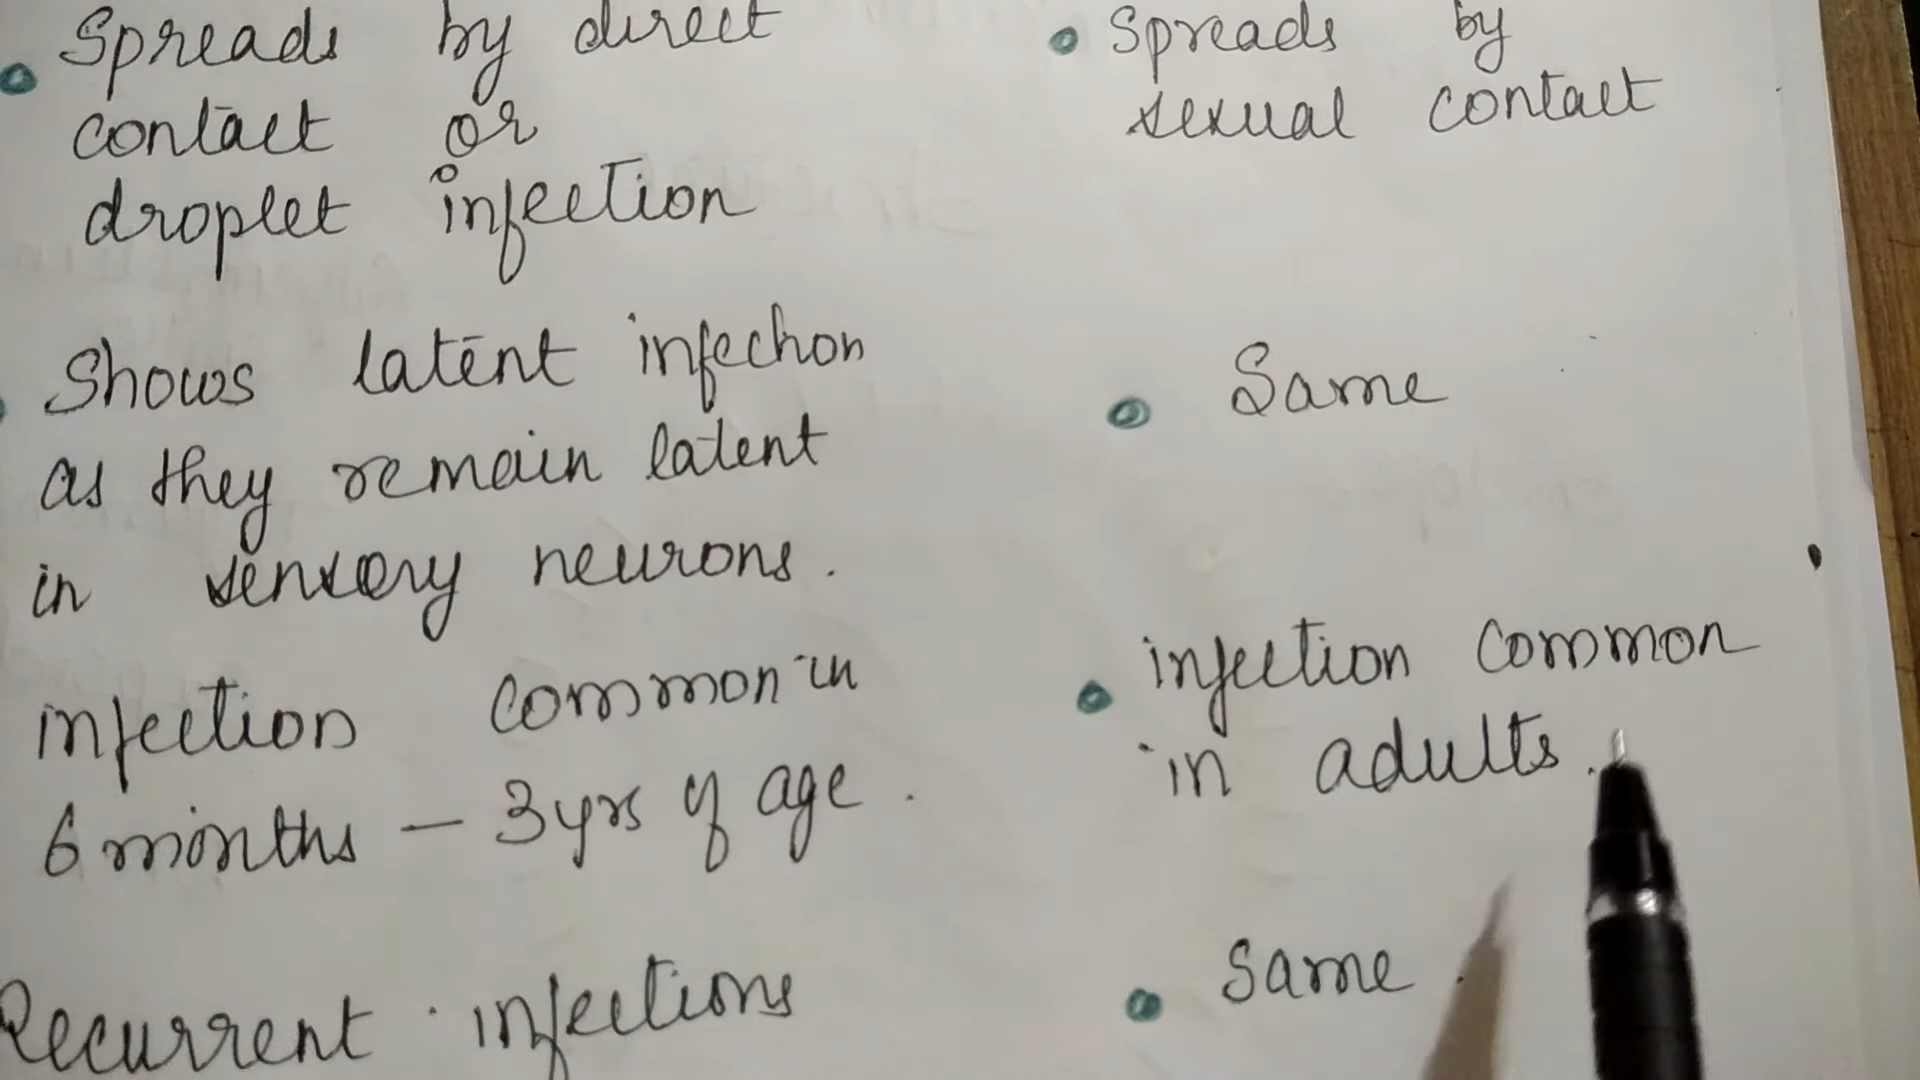 Spreads by direct
contact or
droplet infection
Shows latent infection
as they remain latent
in sensory neurons.
infection common in
6 months – 3 yrs of age.
Recurrent infections
Spreads by
sexual contact
Same
infection common
in adults.
Same.